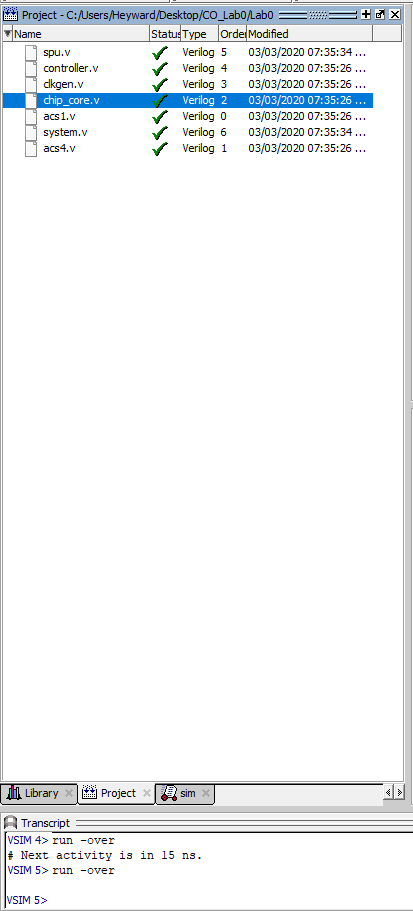 Project - C:/Users/Heyward/Desktop/CO_Lab0/Lab0
Name Status Type Order Modified
spu.v Verilog 5 03/03/2020 07:35:34 ...
controller.v Verilog 4 03/03/2020 07:35:26 ...
clkgen.v Verilog 3 03/03/2020 07:35:26 ...
chip_core.v Verilog 2 03/03/2020 07:35:26 ...
acs1.v Verilog 0 03/03/2020 07:35:26 ...
system.v Verilog 6 03/03/2020 07:35:34 ...
acs4.v Verilog 1 03/03/2020 07:35:26 ...
Library Project sim
Transcript
VSIM 4> run -over
# Next activity is in 15 ns.
VSIM 5> run -over
VSIM 5>